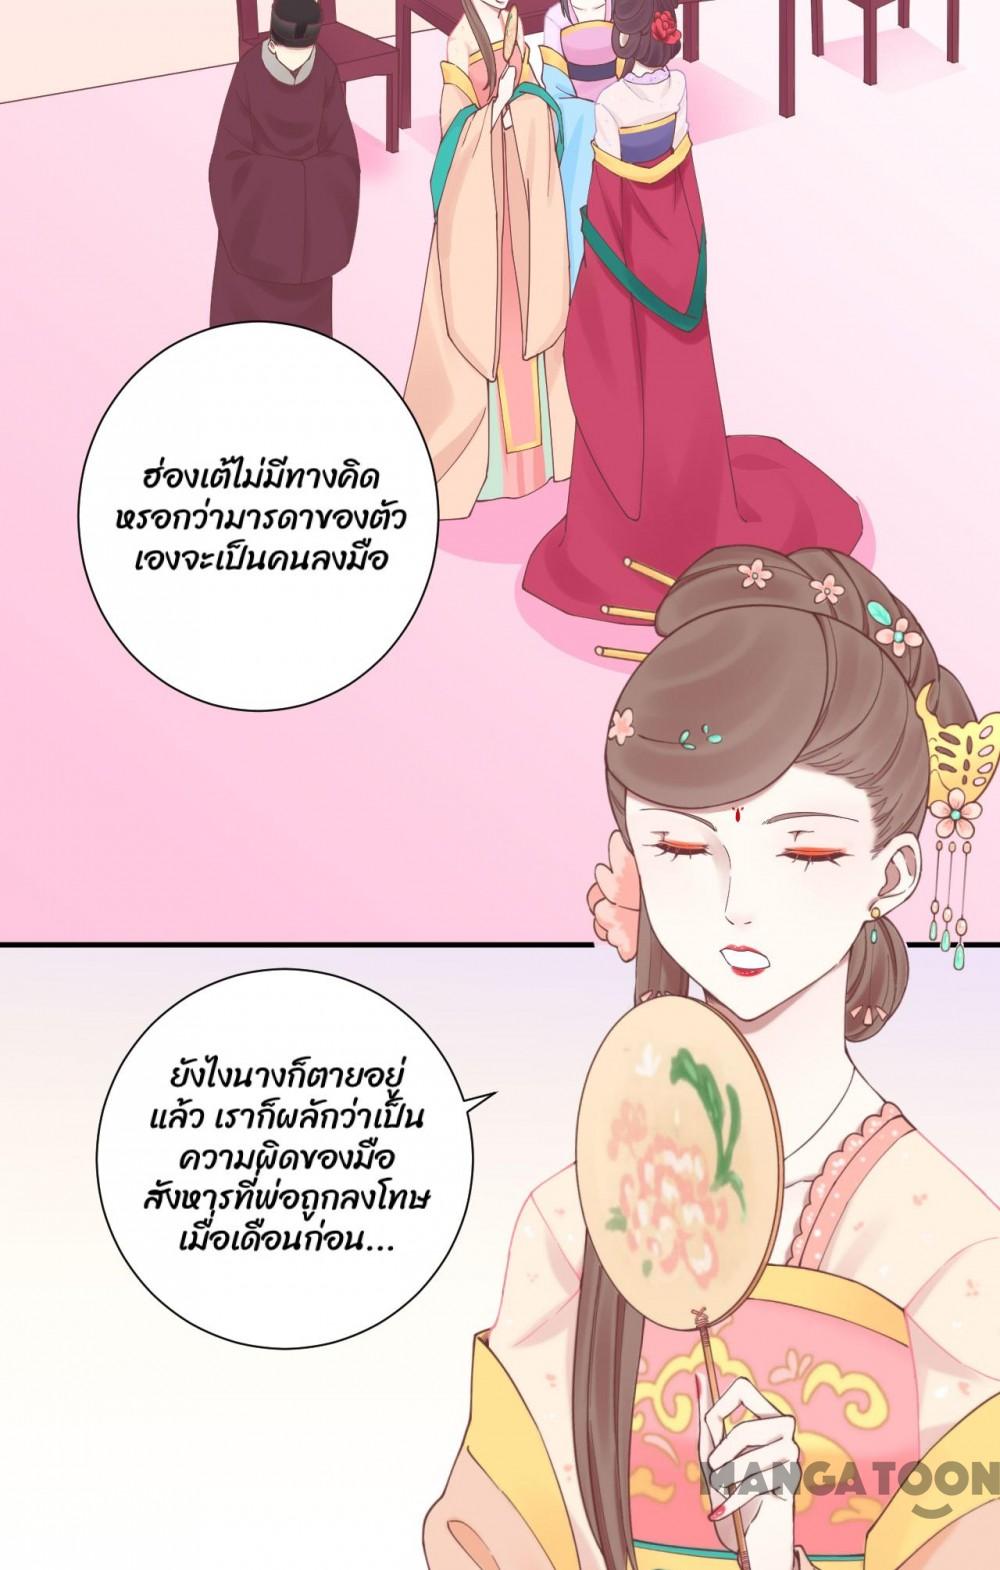 ฮ่องเต้ไม่มีทางคิด
หรอกว่ามารดาของตัว
เองจะเป็นคนลงมือ
ยังไงนางก็ตายอยู่
แล้ว เราก็ผลักว่าเป็น
ความผิดของมือ
สังหารที่พ่อถูกลงโทษ
เมื่อเดือนก่อน...
MANGATOON